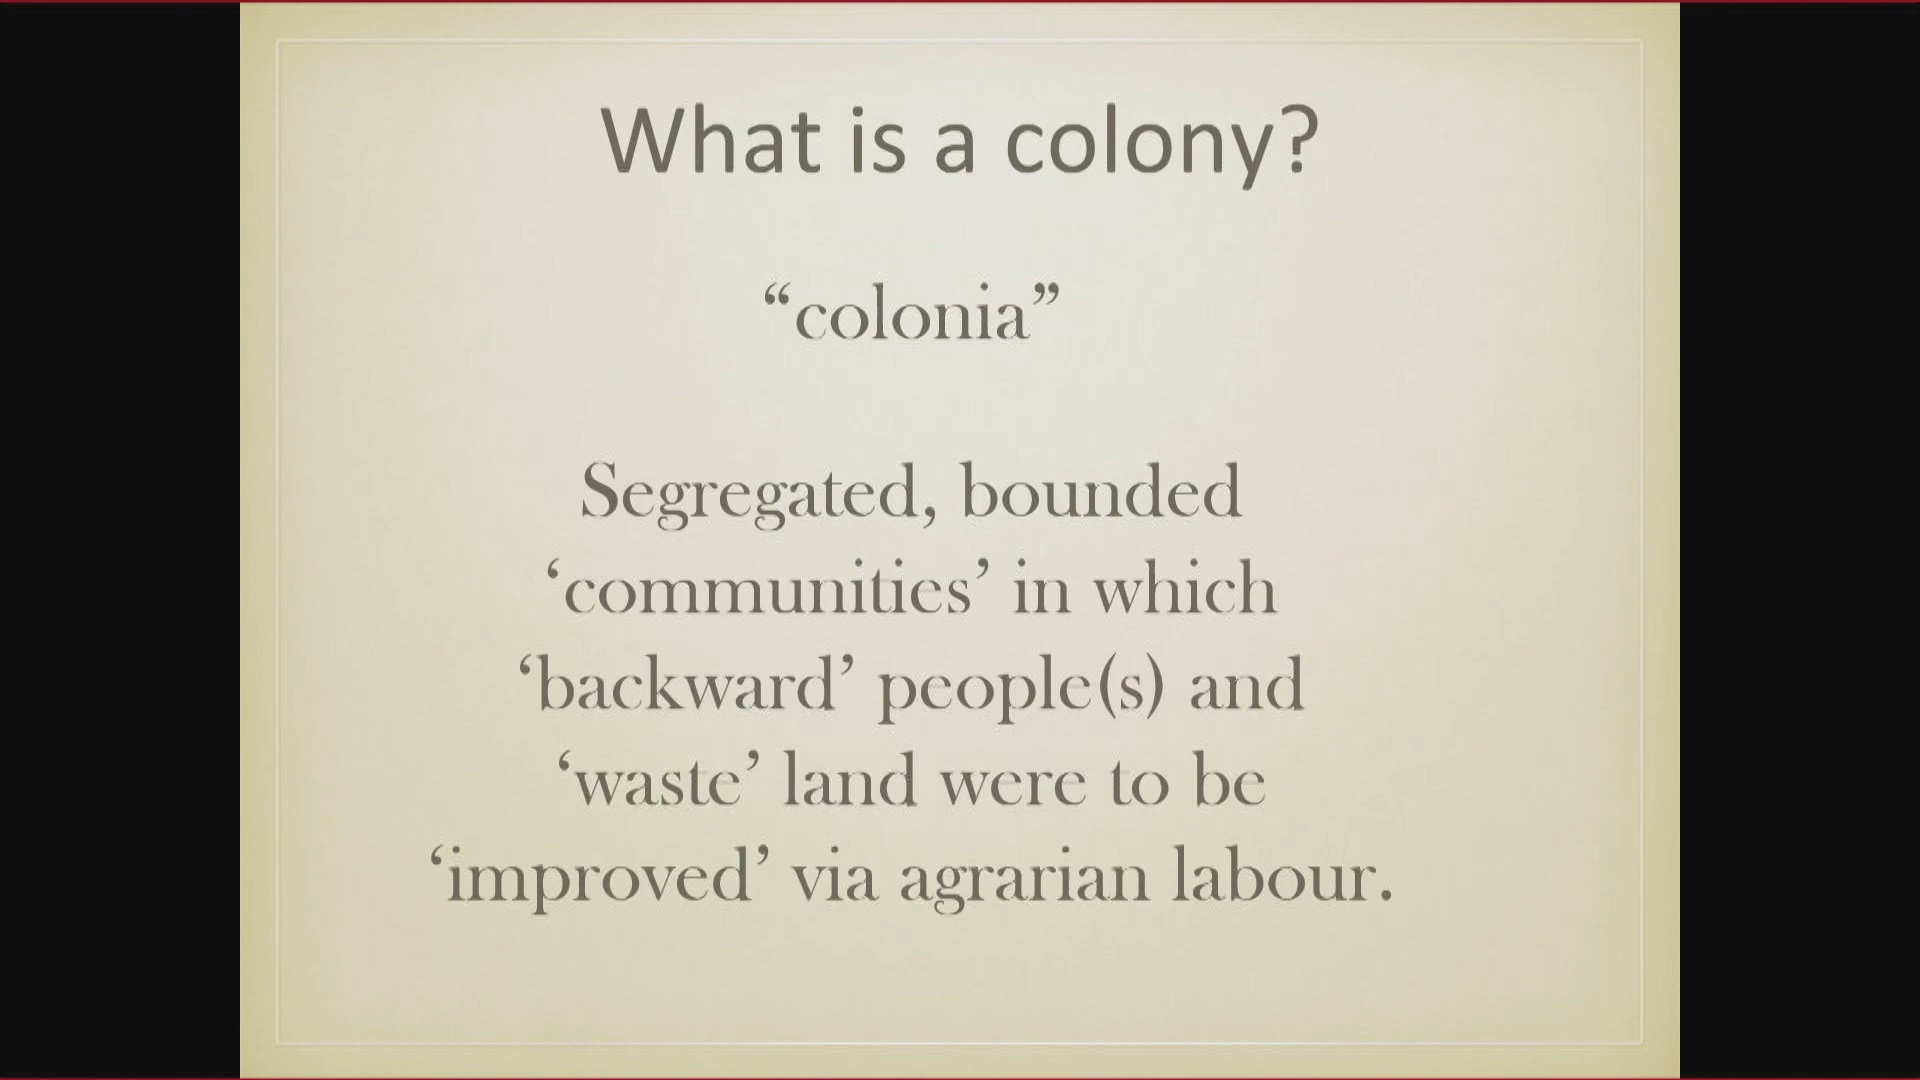 What is a colony?
“colonia”
Segregated, bounded
‘communities’ in which
‘backward’ people(s) and
‘waste’ land were to be
‘improved’ via agrarian labour.